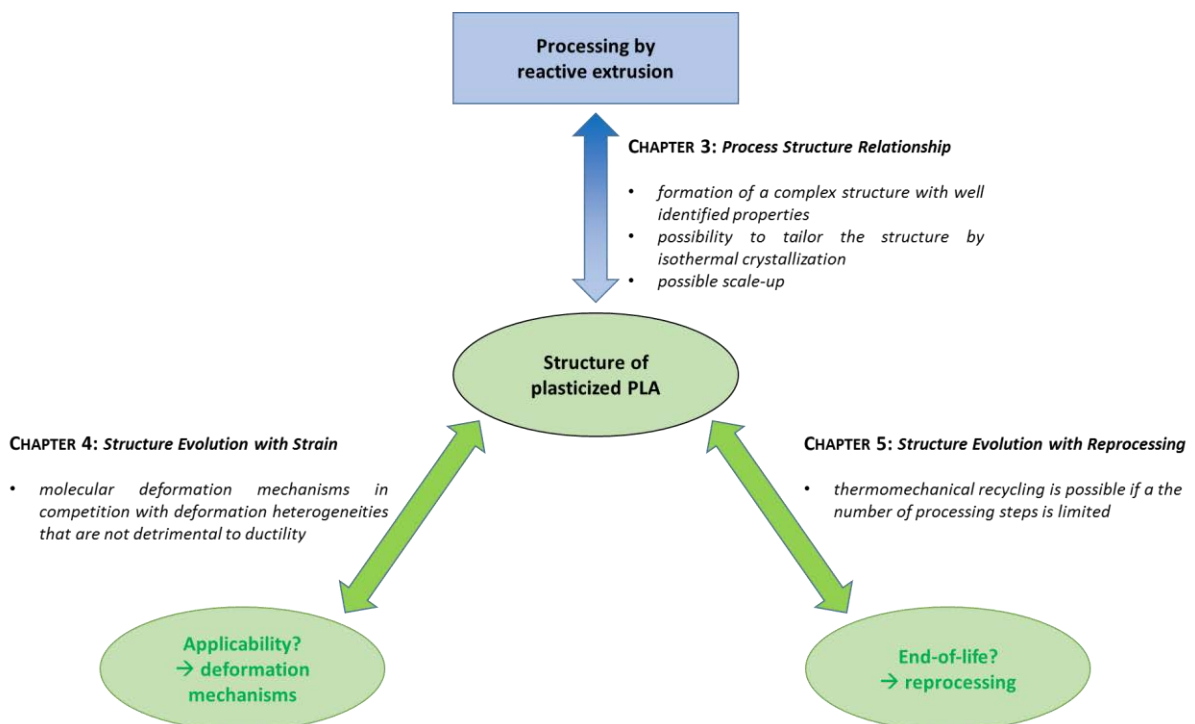 Processing by
reactive extrusion
CHAPTER 3: Process Structure Relationship
• formation of a complex structure with well
identified properties
• possibility to tailor the structure by
isothermal crystallization
• possible scale-up
Structure of
plasticized PLA
CHAPTER 4: Structure Evolution with Strain
• molecular deformation mechanisms in
competition with deformation heterogeneities
that are not detrimental to ductility
CHAPTER 5: Structure Evolution with Reprocessing
• thermomechanical recycling is possible if a the
number of processing steps is limited
Applicability?
→ deformation
mechanisms
End-of-life?
→ reprocessing